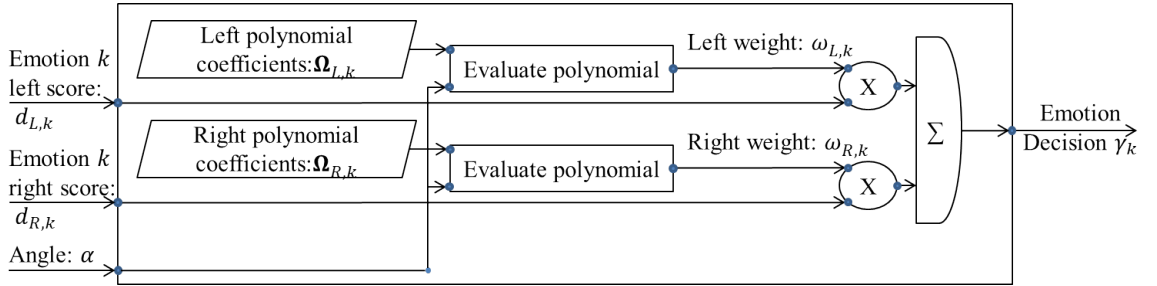 Emotion k
left score:
d_{L,k}
Left polynomial
coefficients:Ω_{L,k}
Evaluate polynomial
Left weight: ω_{L,k}
X
Emotion k
right score:
d_{R,k}
Right polynomial
coefficients:Ω_{R,k}
Evaluate polynomial
Right weight: ω_{R,k}
X
∑
Emotion
Decision γ_k
Angle: α